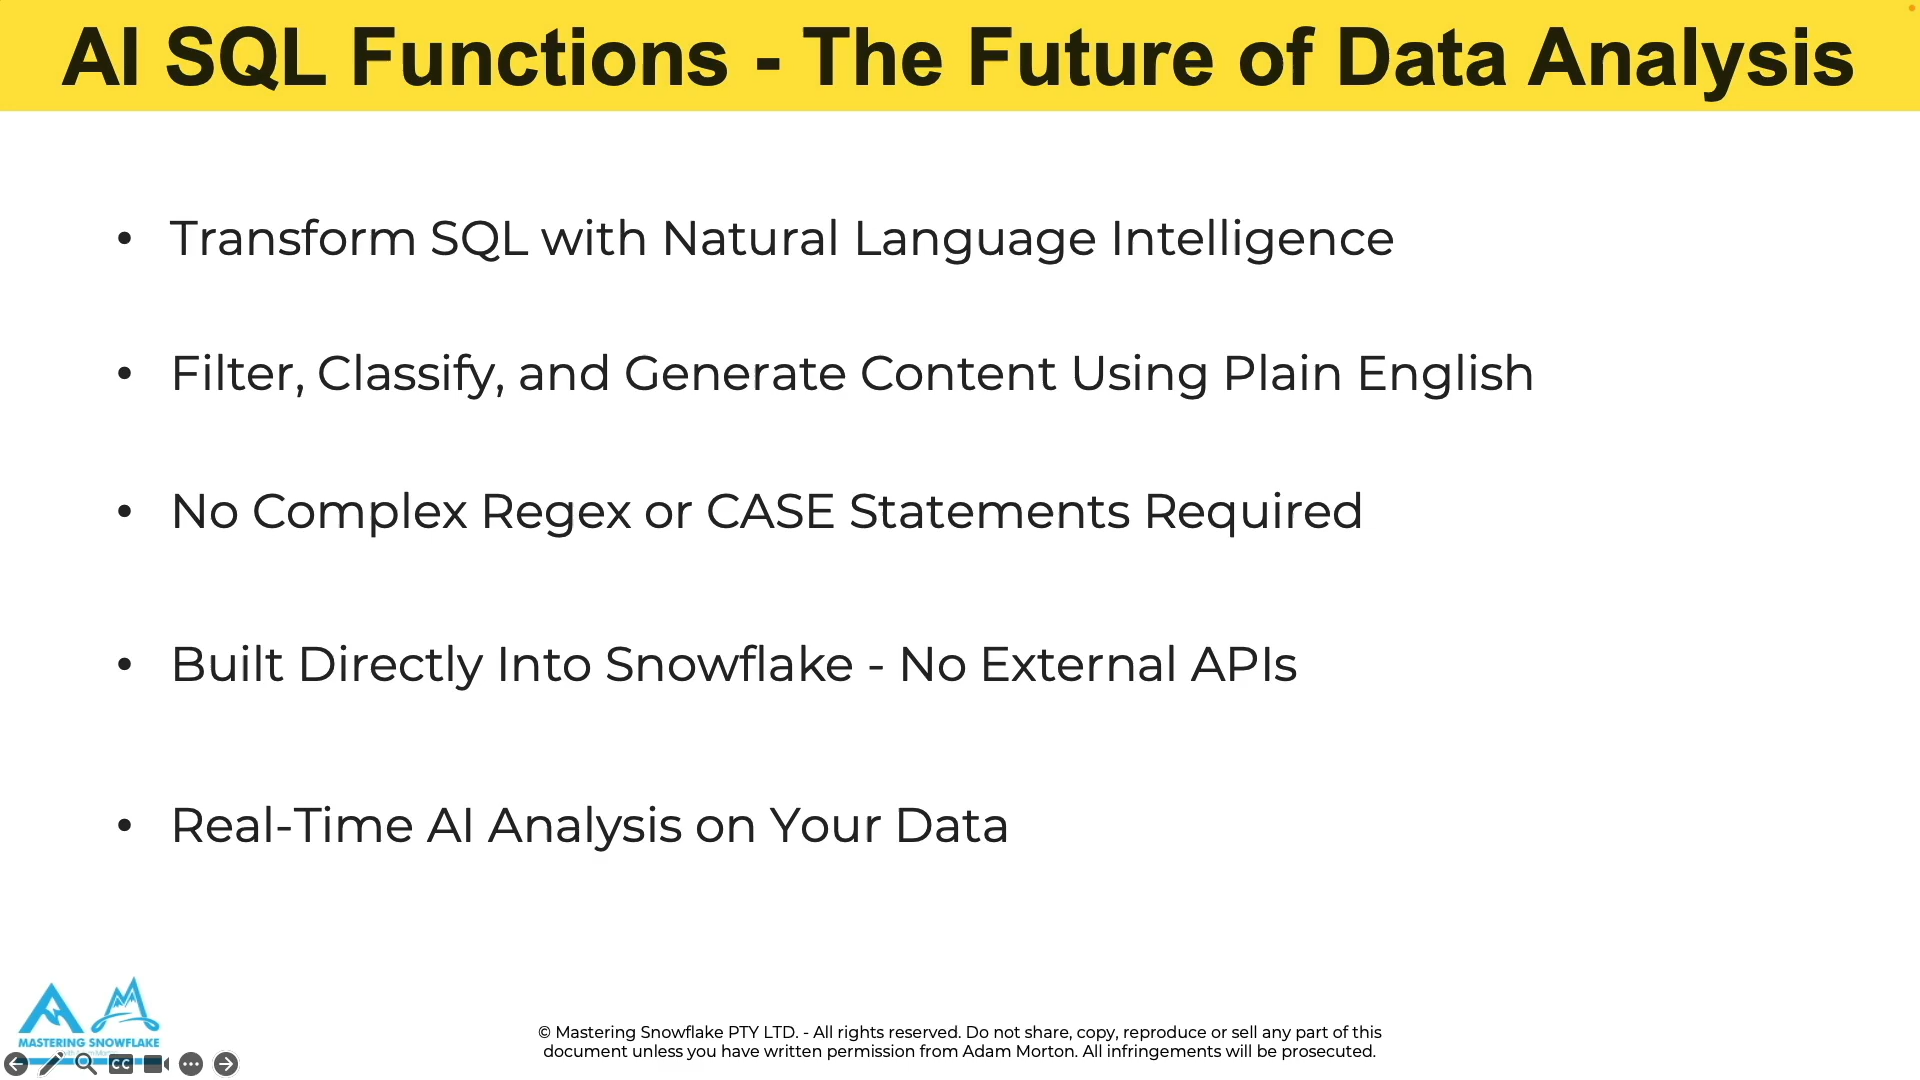 AI SQL Functions - The Future of Data Analysis
• Transform SQL with Natural Language Intelligence
• Filter, Classify, and Generate Content Using Plain English
• No Complex Regex or CASE Statements Required
• Built Directly Into Snowflake - No External APIs
• Real-Time AI Analysis on Your Data
MASTERING SNOWFLAKE
© Mastering Snowflake PTY LTD. - All rights reserved. Do not share, copy, reproduce or sell any part of this
document unless you have written permission from Adam Morton. All infringements will be prosecuted.
CC